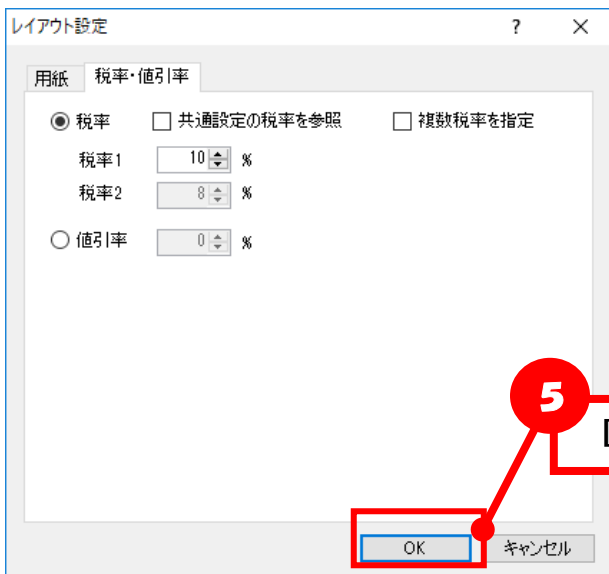 レイアウト設定 ? ×
用紙 税率・値引率
税率 共通設定の税率を参照 複数税率を指定
税率1 10 %
税率2 8 %
値引率 0 %
5
OK キャンセル